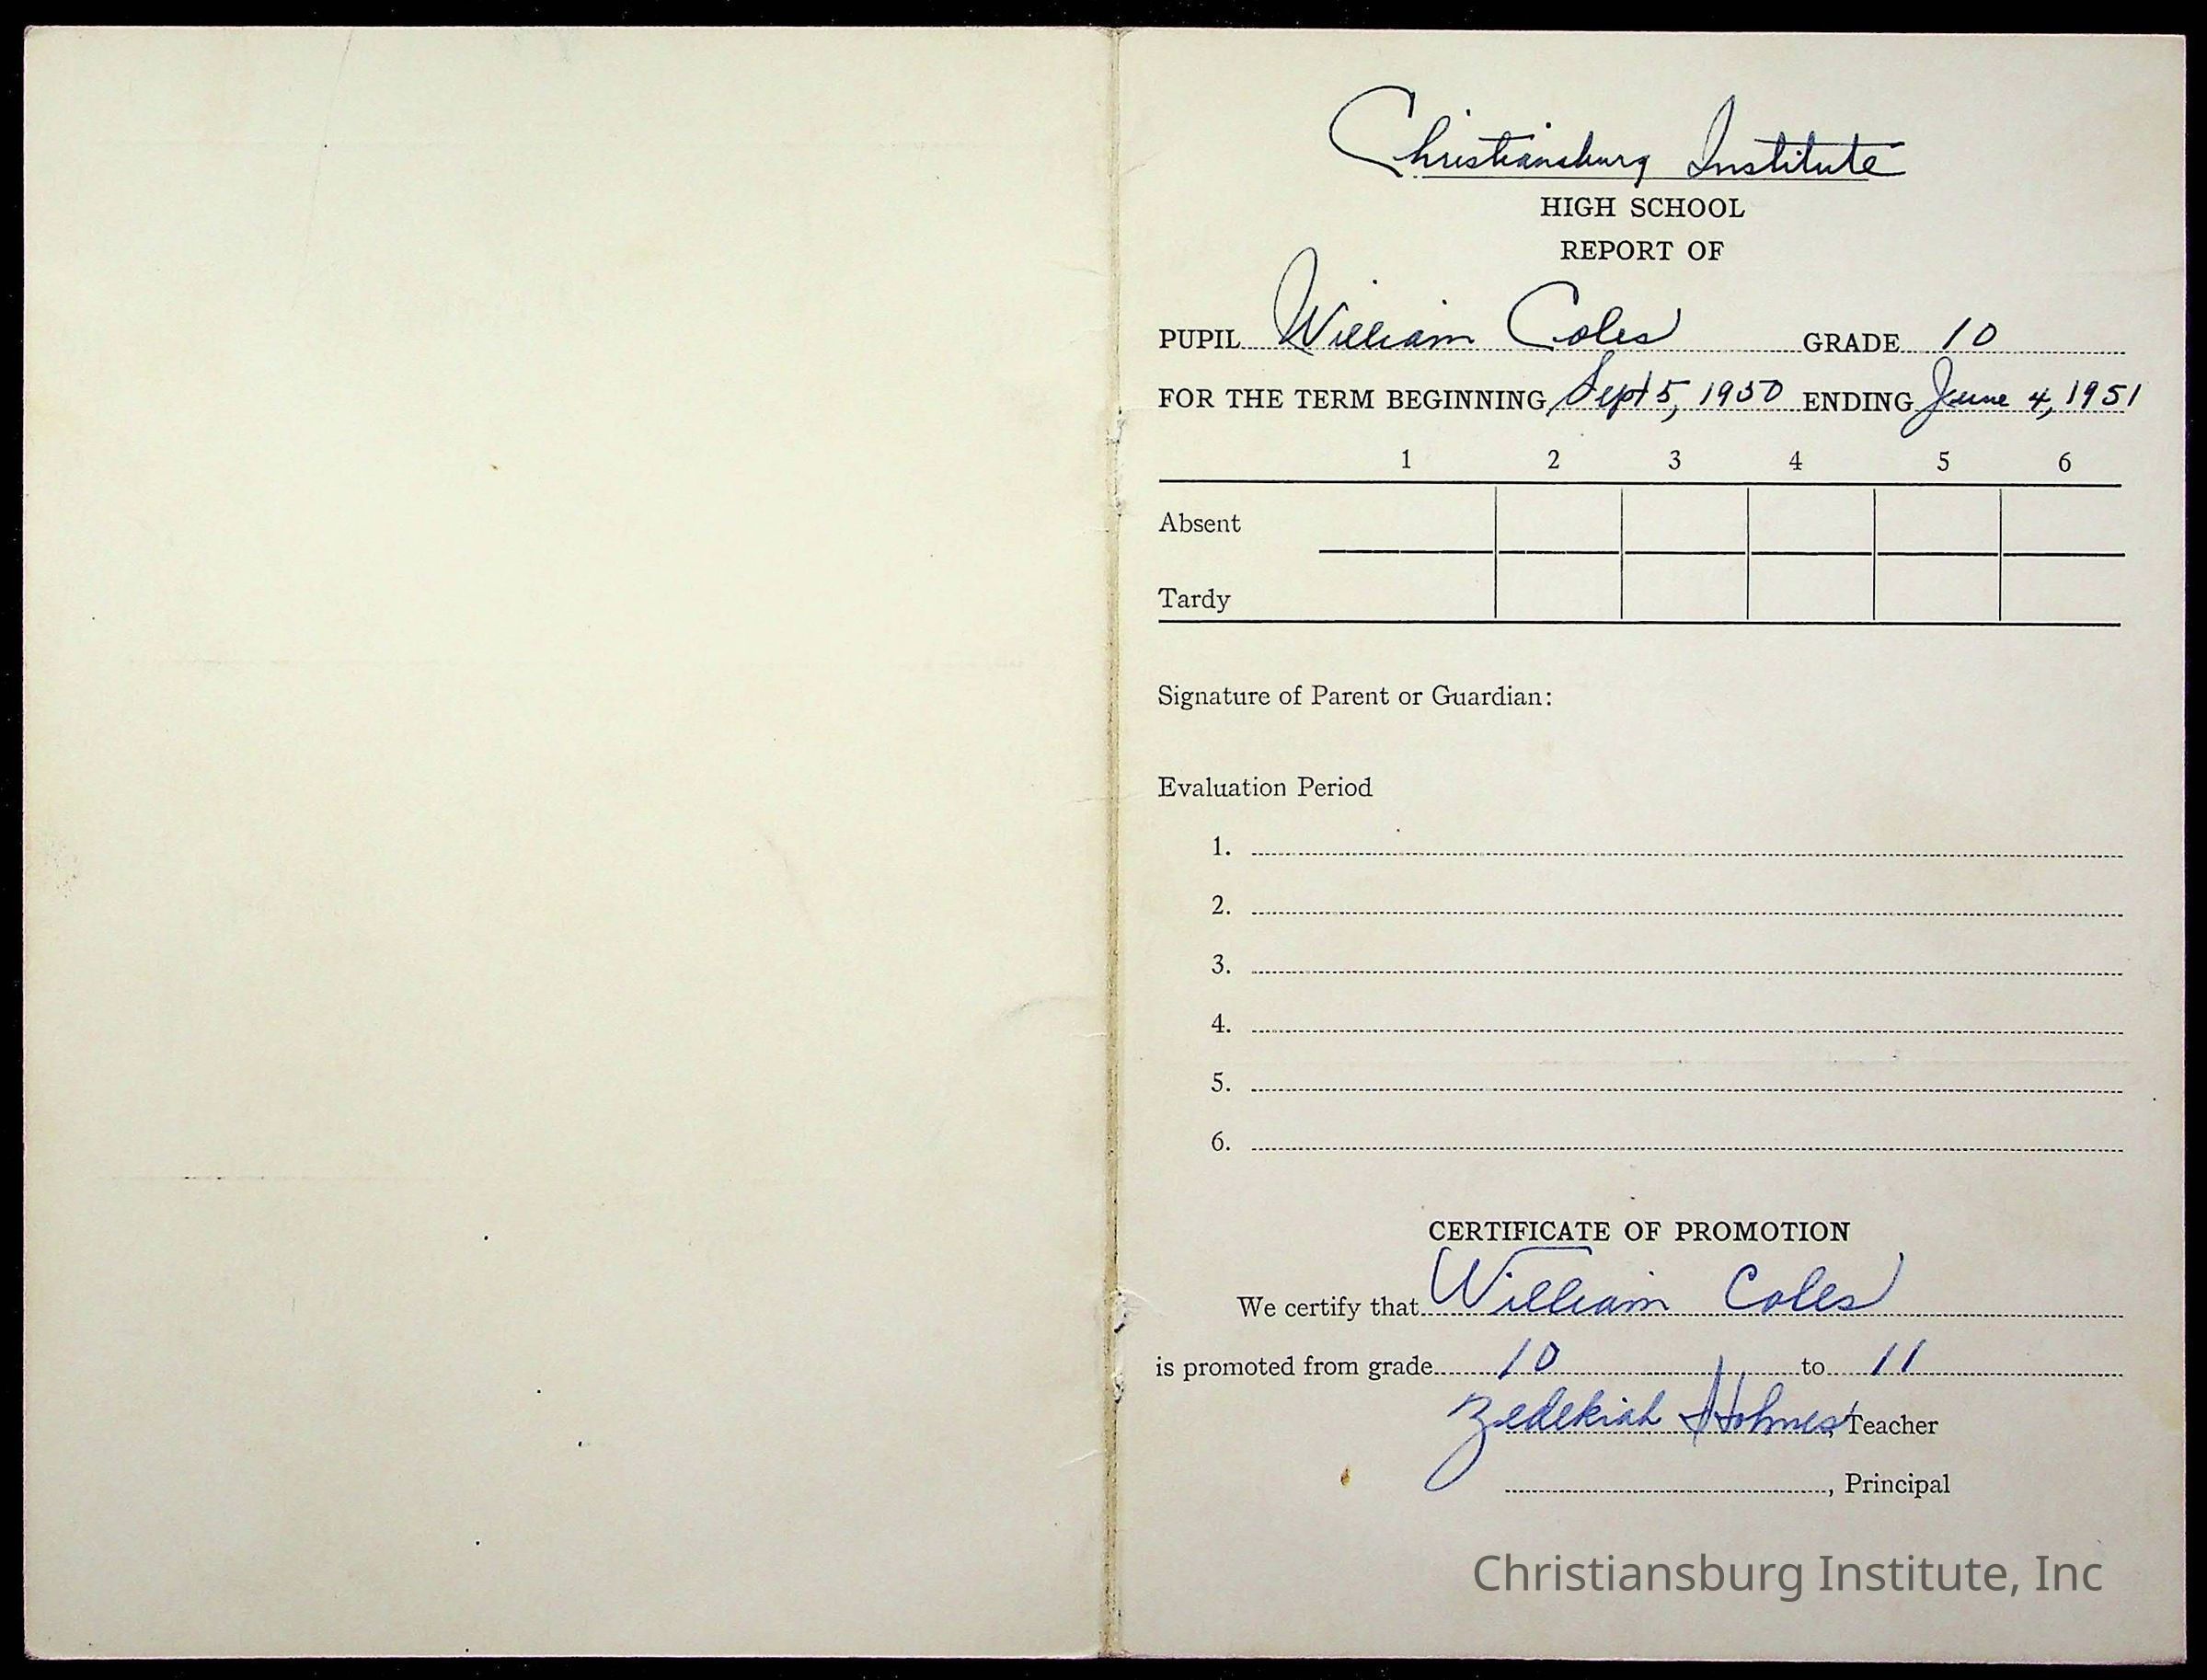 Christiansburg Institute
HIGH SCHOOL
REPORT OF
PUPIL William Coles GRADE 10
FOR THE TERM BEGINNING Sept 5, 1950 ENDING June 4, 1951
1 2 3 4 5 6
Absent
Tardy
Signature of Parent or Guardian:
Evaluation Period
1.
2.
3.
4.
5.
6.
CERTIFICATE OF PROMOTION
We certify that William Coles
is promoted from grade 10 to 11
Zedekiah Holmes, Teacher
, Principal
Christiansburg Institute, Inc